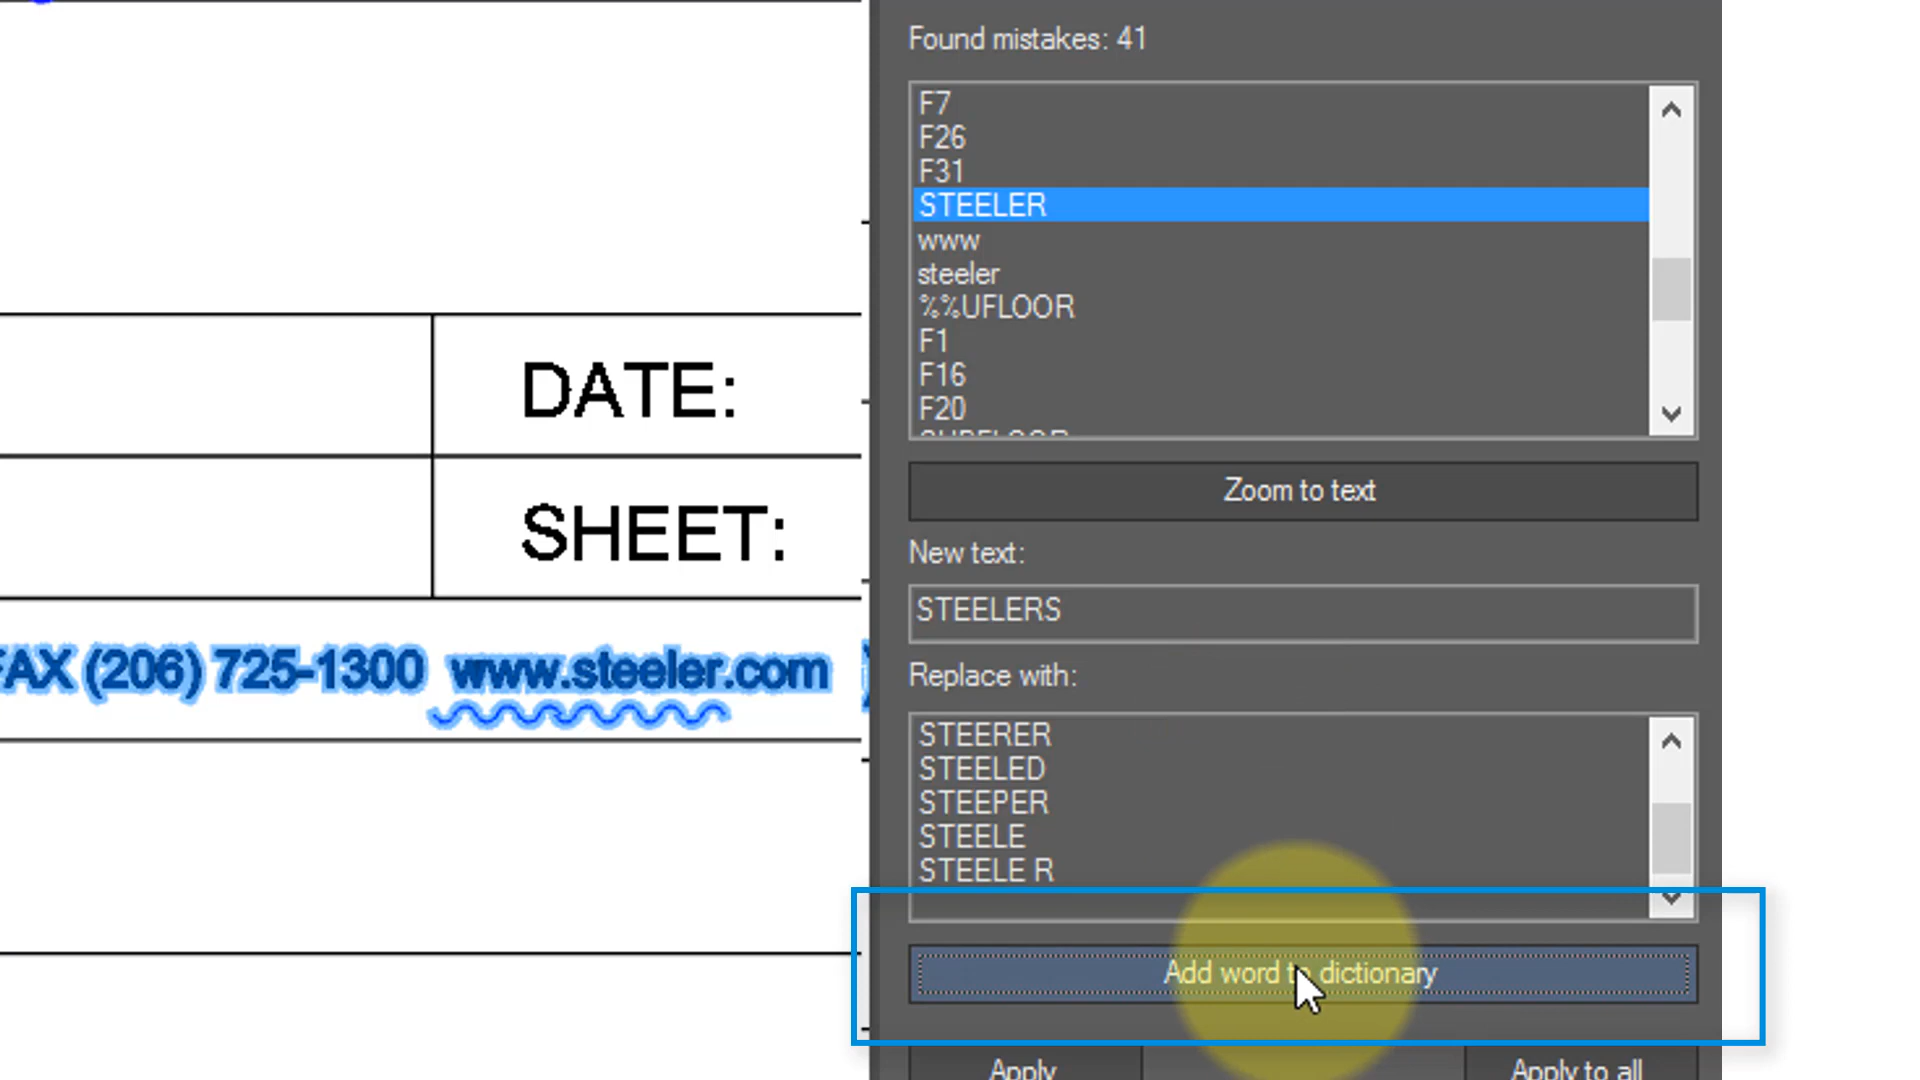 Found mistakes: 41
F7
F26
F31
STEELER
www
steeler
%%UFLOOR
F1
F16
F20
DATE:
Zoom to text
SHEET:
New text:
STEELERS
FAX (206) 725-1300 www.steeler.com
Replace with:
STEERER
STEELED
STEEPER
STEELE
STEELE R
Add word to dictionary
Apply
Apply to all